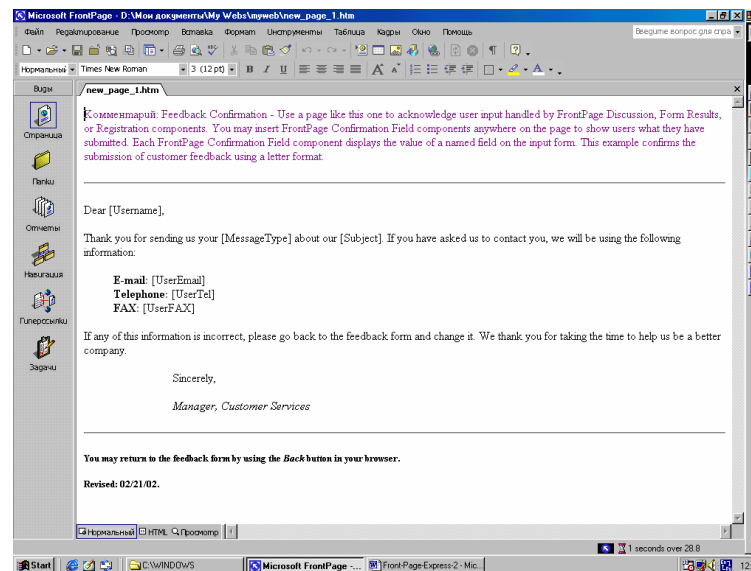 Microsoft FrontPage - D:\Мои документы\My Webs\myweb\new_page_1.htm
Файл Редактирование Просмотр Вставка Формат Инструменты Таблица Кадры Окно Помощь
Введите вопрос для спра
Нормальный Times New Roman 3 (12 pt)
Виды
new_page_1.htm
Страница
Папки
Отчеты
Навигация
Гиперссылки
Задачи
Комментарий: Feedback Confirmation - Use a page like this one to acknowledge user input handled by FrontPage Discussion, Form Results,
or Registration components. You may insert FrontPage Confirmation Field components anywhere on the page to show users what they have
submitted. Each FrontPage Confirmation Field component displays the value of a named field on the input form. This example confirms the
submission of customer feedback using a letter format.
Dear [Username],
Thank you for sending us your [MessageType] about our [Subject]. If you have asked us to contact you, we will be using the following
information:
E-mail: [UserEmail]
Telephone: [UserTel]
FAX: [UserFAX]
If any of this information is incorrect, please go back to the feedback form and change it. We thank you for taking the time to help us be a better
company.
Sincerely,
Manager, Customer Services
You may return to the feedback form by using the Back button in your browser.
Revised: 02/21/02.
Нормальный HTML Просмотр
1 seconds over 28.8
Start C:\WINDOWS Microsoft FrontPage -... Front-Page-Express-2 - Mic... 12